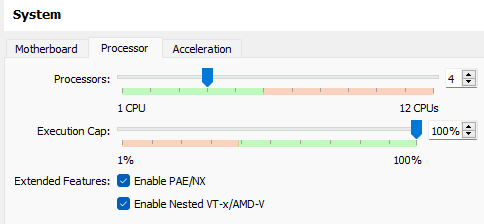 System
Motherboard Processor Acceleration
Processors: 4
1 CPU 12 CPUs
Execution Cap: 100%
1% 100%
Extended Features: Enable PAE/NX
Enable Nested VT-x/AMD-V